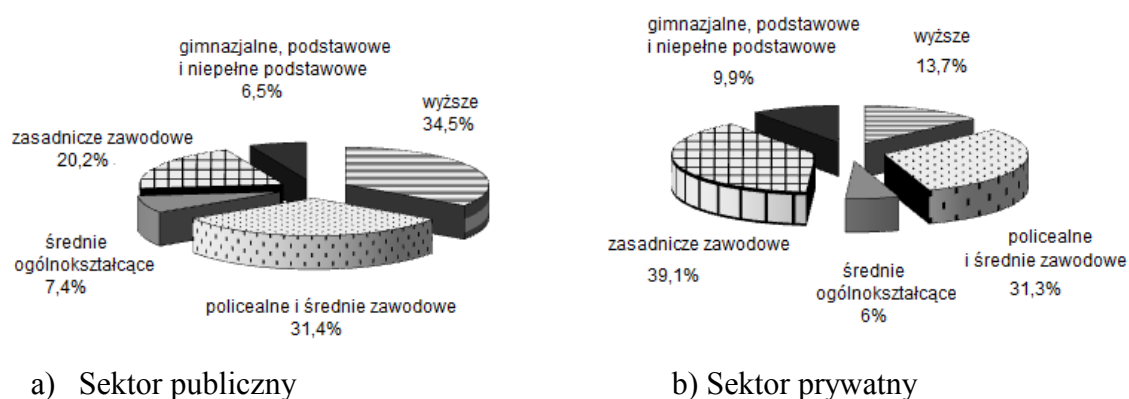 gimnazjalne, podstawowe
i niepełne podstawowe
6,5%
wyższe
34,5%
zasadnicze zawodowe
20,2%
średnie
ogólnokształcące
7,4%
policealne i średnie zawodowe
31,4%
a) Sektor publiczny
gimnazjalne, podstawowe
i niepełne podstawowe
9,9%
wyższe
13,7%
zasadnicze zawodowe
39,1%
średnie
ogólnokształcące
6%
policealne
i średnie zawodowe
31,3%
b) Sektor prywatny